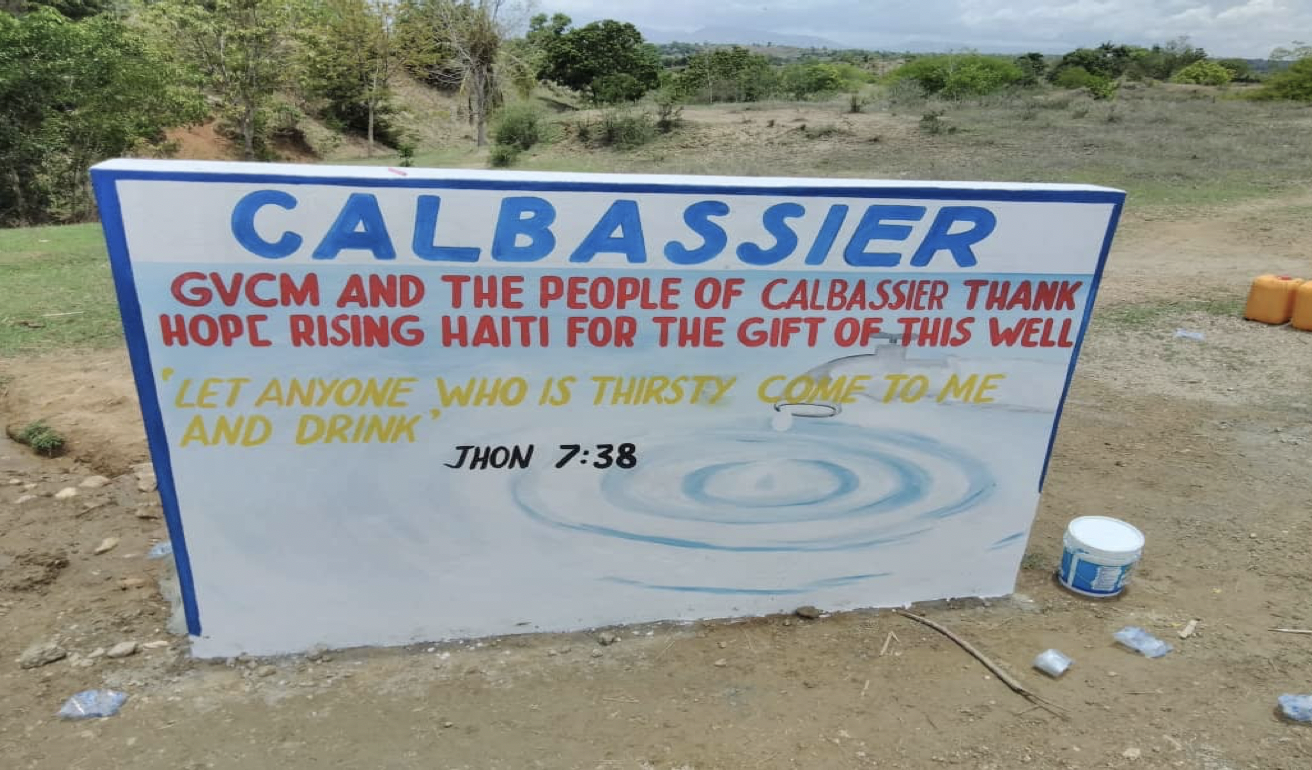 CALBASSIER
GVCM AND THE PEOPLE OF CALBASSIER THANK
HOPE RISING HAITI FOR THE GIFT OF THIS WELL
'LET ANYONE WHO IS THIRSTY COME TO ME
AND DRINK'
JHON 7:38